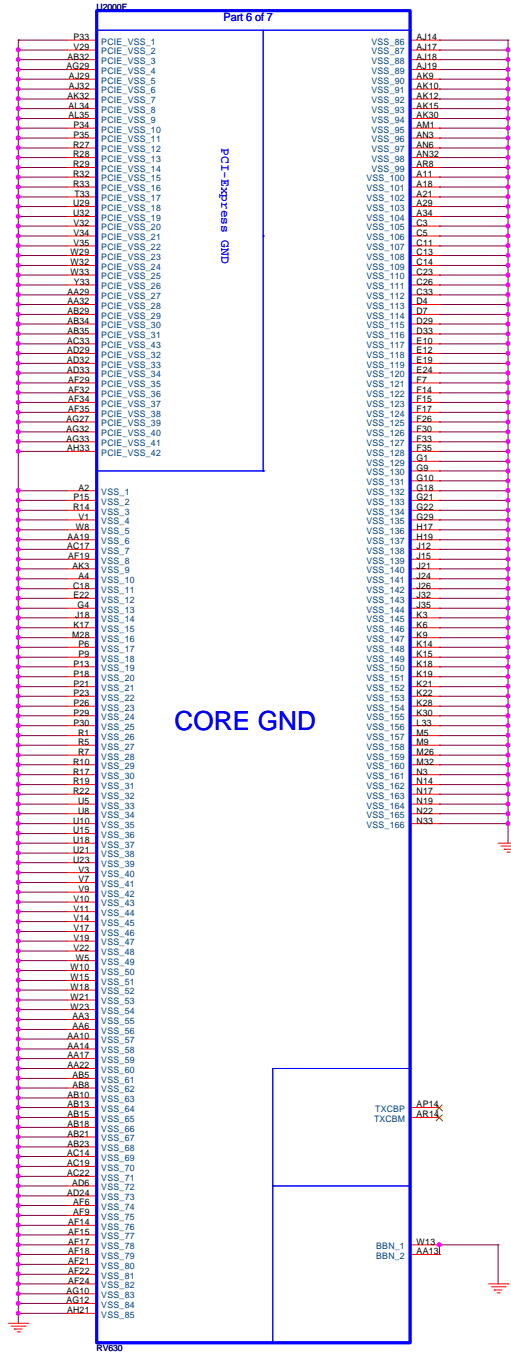 U2000F
Part 6 of 7
P33 PCIE_VSS_1
V29 PCIE_VSS_2
AB32 PCIE_VSS_3
AG29 PCIE_VSS_4
AJ29 PCIE_VSS_5
AJ32 PCIE_VSS_6
AK32 PCIE_VSS_7
AL34 PCIE_VSS_8
AL35 PCIE_VSS_9
P34 PCIE_VSS_10
P35 PCIE_VSS_11
R27 PCIE_VSS_12
R28 PCIE_VSS_13
R29 PCIE_VSS_14
R32 PCIE_VSS_15
R33 PCIE_VSS_16
T33 PCIE_VSS_17
U29 PCIE_VSS_18
U32 PCIE_VSS_19
V32 PCIE_VSS_20
V34 PCIE_VSS_21
V35 PCIE_VSS_22
W29 PCIE_VSS_23
W32 PCIE_VSS_24
W33 PCIE_VSS_25
Y33 PCIE_VSS_26
AA29 PCIE_VSS_27
AA32 PCIE_VSS_28
AB29 PCIE_VSS_29
AB34 PCIE_VSS_30
AB35 PCIE_VSS_31
AC33 PCIE_VSS_43
AD29 PCIE_VSS_32
AD32 PCIE_VSS_33
AD33 PCIE_VSS_34
AF29 PCIE_VSS_35
AF32 PCIE_VSS_36
AF34 PCIE_VSS_37
AF35 PCIE_VSS_38
AG27 PCIE_VSS_39
AG32 PCIE_VSS_40
AG33 PCIE_VSS_41
AH33 PCIE_VSS_42
PCI-Express GND
A2 VSS_1
P15 VSS_2
R14 VSS_3
V1 VSS_4
W8 VSS_5
AA19 VSS_6
AC17 VSS_7
AF19 VSS_8
AK3 VSS_9
A4 VSS_10
C18 VSS_11
E22 VSS_12
G4 VSS_13
J18 VSS_14
K17 VSS_15
M28 VSS_16
P6 VSS_17
P9 VSS_18
P13 VSS_19
P18 VSS_20
P21 VSS_21
P23 VSS_22
P26 VSS_23
P29 VSS_24
P30 VSS_25
R1 VSS_26
R5 VSS_27
R7 VSS_28
R10 VSS_29
R17 VSS_30
R19 VSS_31
R22 VSS_32
U5 VSS_33
U8 VSS_34
U10 VSS_35
U15 VSS_36
U18 VSS_37
U21 VSS_38
U23 VSS_39
V3 VSS_40
V7 VSS_41
V9 VSS_42
V10 VSS_43
V11 VSS_44
V14 VSS_45
V17 VSS_46
V19 VSS_47
V22 VSS_48
W5 VSS_49
W10 VSS_50
W15 VSS_51
W18 VSS_52
W21 VSS_53
W23 VSS_54
AA3 VSS_55
AA6 VSS_56
AA10 VSS_57
AA14 VSS_58
AA17 VSS_59
AA22 VSS_60
AB5 VSS_61
AB8 VSS_62
AB10 VSS_63
AB13 VSS_64
AB15 VSS_65
AB18 VSS_66
AB21 VSS_67
AB23 VSS_68
AC14 VSS_69
AC19 VSS_70
AC22 VSS_71
AD6 VSS_72
AD24 VSS_73
AF6 VSS_74
AF9 VSS_75
AF14 VSS_76
AF15 VSS_77
AF17 VSS_78
AF18 VSS_79
AF21 VSS_80
AF22 VSS_81
AF24 VSS_82
AG10 VSS_83
AG12 VSS_84
AH21 VSS_85
CORE GND
VSS_86 AJ14
VSS_87 AJ17
VSS_88 AJ18
VSS_89 AJ19
VSS_90 AK9
VSS_91 AK10
VSS_92 AK12
VSS_93 AK15
VSS_94 AK30
VSS_95 AM1
VSS_96 AN3
VSS_97 AN6
VSS_98 AN32
VSS_99 AR8
VSS_100 A11
VSS_101 A18
VSS_102 A21
VSS_103 A29
VSS_104 A34
VSS_105 C3
VSS_106 C5
VSS_107 C11
VSS_108 C13
VSS_109 C14
VSS_110 C23
VSS_111 C26
VSS_112 C33
VSS_113 D4
VSS_114 D7
VSS_115 D29
VSS_116 D33
VSS_117 E10
VSS_118 E12
VSS_119 E19
VSS_120 E24
VSS_121 F7
VSS_122 F14
VSS_123 F15
VSS_124 F17
VSS_125 F26
VSS_126 F30
VSS_127 F33
VSS_128 F35
VSS_129 G1
VSS_130 G9
VSS_131 G10
VSS_132 G18
VSS_133 G21
VSS_134 G22
VSS_135 G29
VSS_136 H17
VSS_137 H19
VSS_138 J12
VSS_139 J15
VSS_140 J21
VSS_141 J24
VSS_142 J26
VSS_143 J32
VSS_144 J35
VSS_145 K3
VSS_146 K6
VSS_147 K9
VSS_148 K14
VSS_149 K15
VSS_150 K18
VSS_151 K19
VSS_152 K21
VSS_153 K22
VSS_154 K28
VSS_155 K30
VSS_156 L33
VSS_157 M5
VSS_158 M9
VSS_159 M26
VSS_160 M32
VSS_161 N3
VSS_162 N14
VSS_163 N17
VSS_164 N19
VSS_165 N22
VSS_166 N33
TXCBP AP14
TXCBM AR14
BBN_1 W13
BBN_2 AA13
RV630